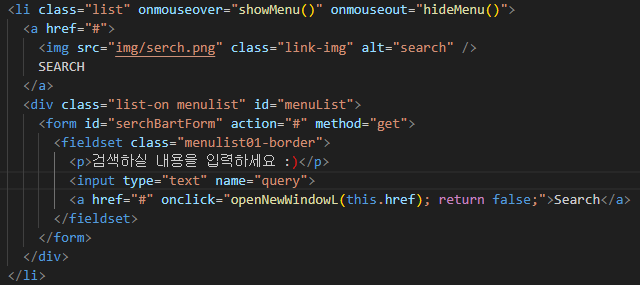 <li class="list" onmouseover="showMenu()" onmouseout="hideMenu()">
<a href="#">
<img src="img/serch.png" class="link-img" alt="search" />
SEARCH
</a>
<div class="list-on menulist" id="menuList">
<form id="serchBartForm" action="#" method="get">
<fieldset class="menulist01-border">
<p>검색하실 내용을 입력하세요 :)</p>
<input type="text" name="query">
<a href="#" onclick="openNewWindowL(this.href); return false;">Search</a>
</fieldset>
</form>
</div>
</li>